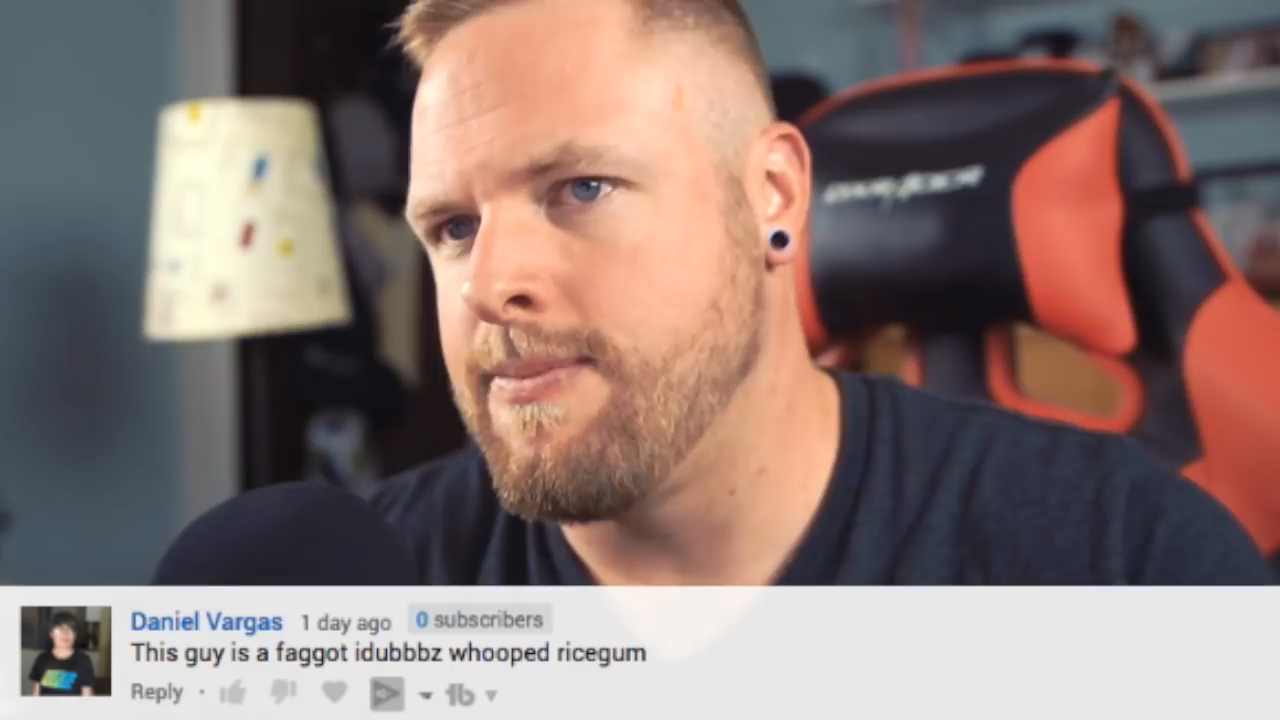 Daniel Vargas 1 day ago 0 subscribers
This guy is a faggot idubbbz whooped ricegum
Reply